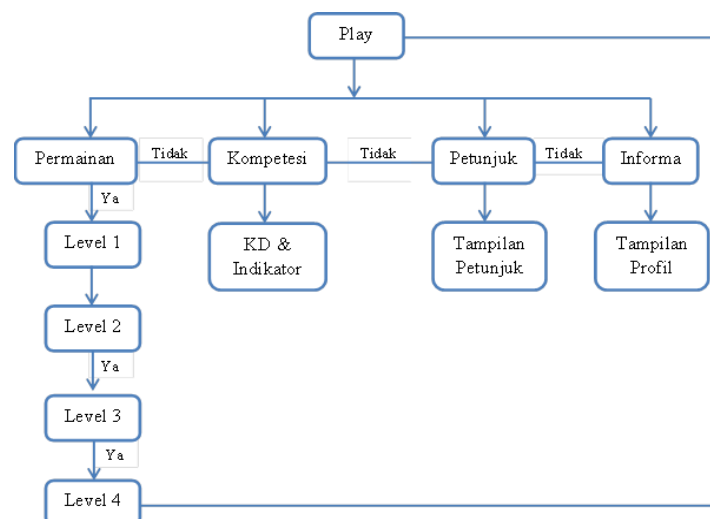 Play
Permainan
Tidak
Kompetesi
Tidak
Petunjuk
Tidak
Informa
Ya
Level 1
KD &
Indikator
Tampilan
Petunjuk
Tampilan
Profil
Level 2
Ya
Level 3
Ya
Level 4